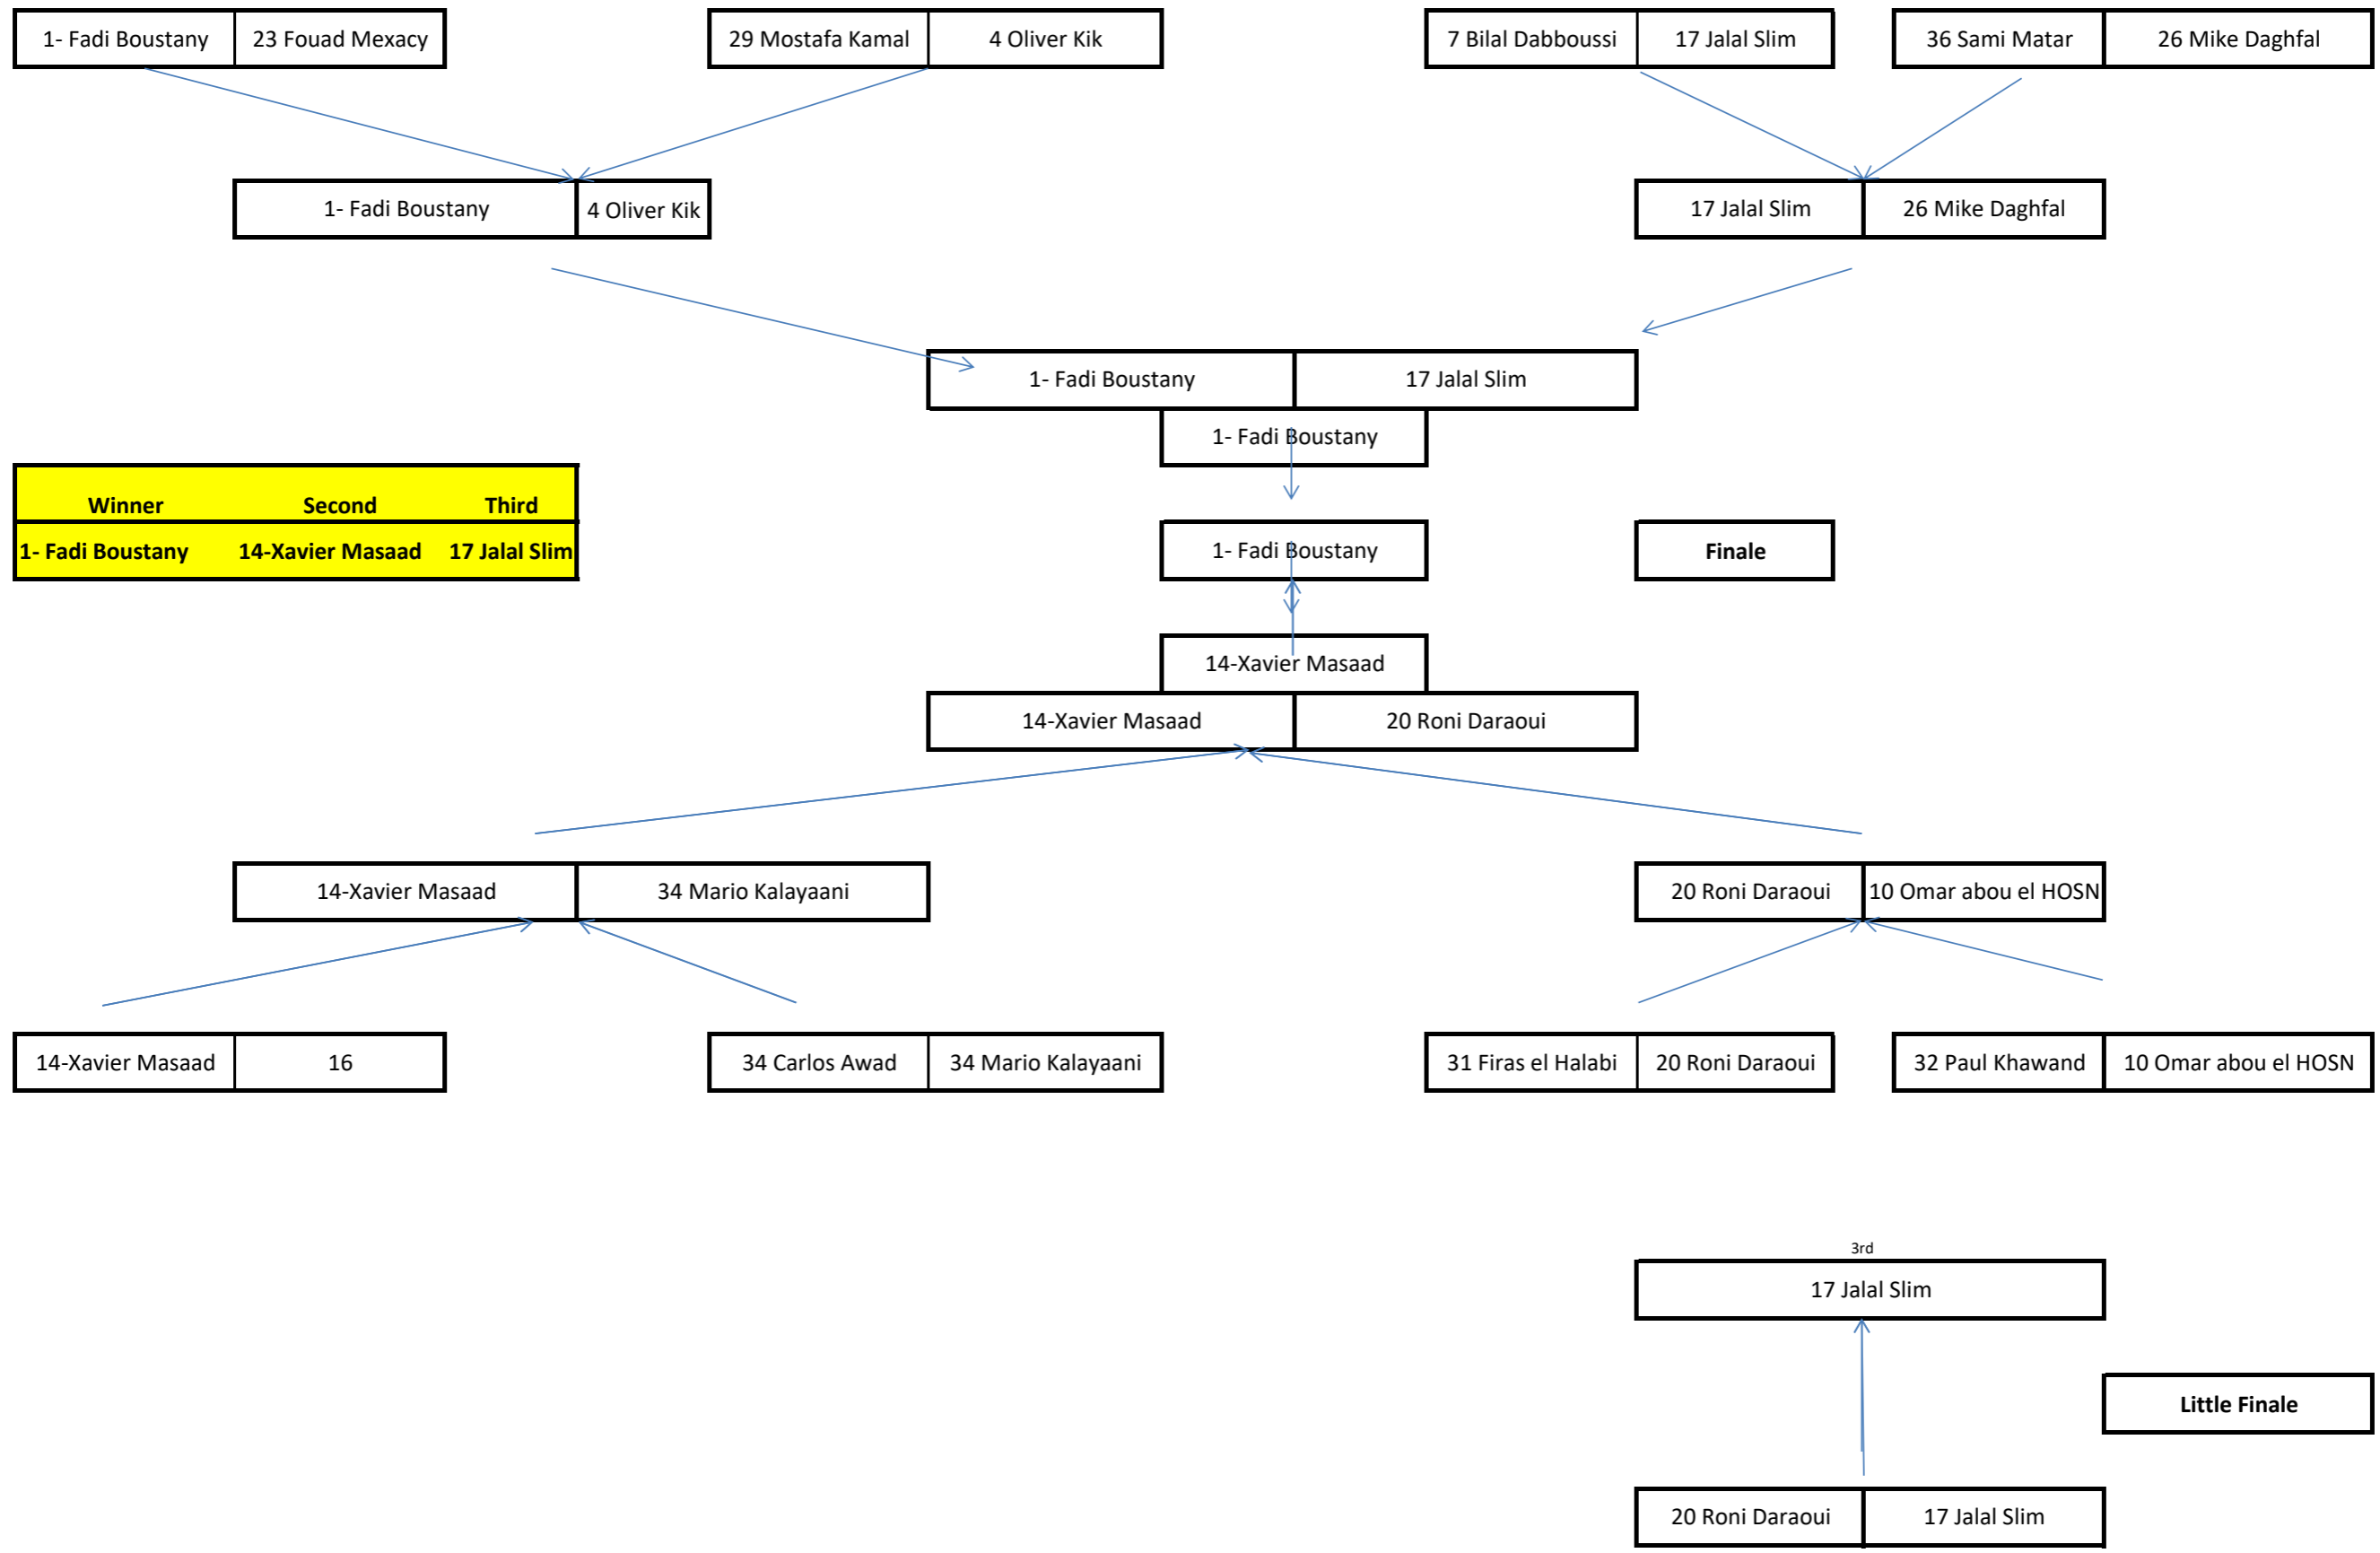 1- Fadi Boustany 23 Fouad Mexacy 29 Mostafa Kamal 4 Oliver Kik 7 Bilal Dabboussi 17 Jalal Slim 36 Sami Matar 26 Mike Daghfal
1- Fadi Boustany 4 Oliver Kik 17 Jalal Slim 26 Mike Daghfal
1- Fadi Boustany 17 Jalal Slim
1- Fadi Boustany
Winner Second Third
1- Fadi Boustany 14-Xavier Masaad 17 Jalal Slim 1- Fadi Boustany Finale
14-Xavier Masaad
14-Xavier Masaad 20 Roni Daraoui
14-Xavier Masaad 34 Mario Kalayaani 20 Roni Daraoui 10 Omar abou el HOSN
14-Xavier Masaad 16 34 Carlos Awad 34 Mario Kalayaani 31 Firas el Halabi 20 Roni Daraoui 32 Paul Khawand 10 Omar abou el HOSN
3rd
17 Jalal Slim
Little Finale
20 Roni Daraoui 17 Jalal Slim